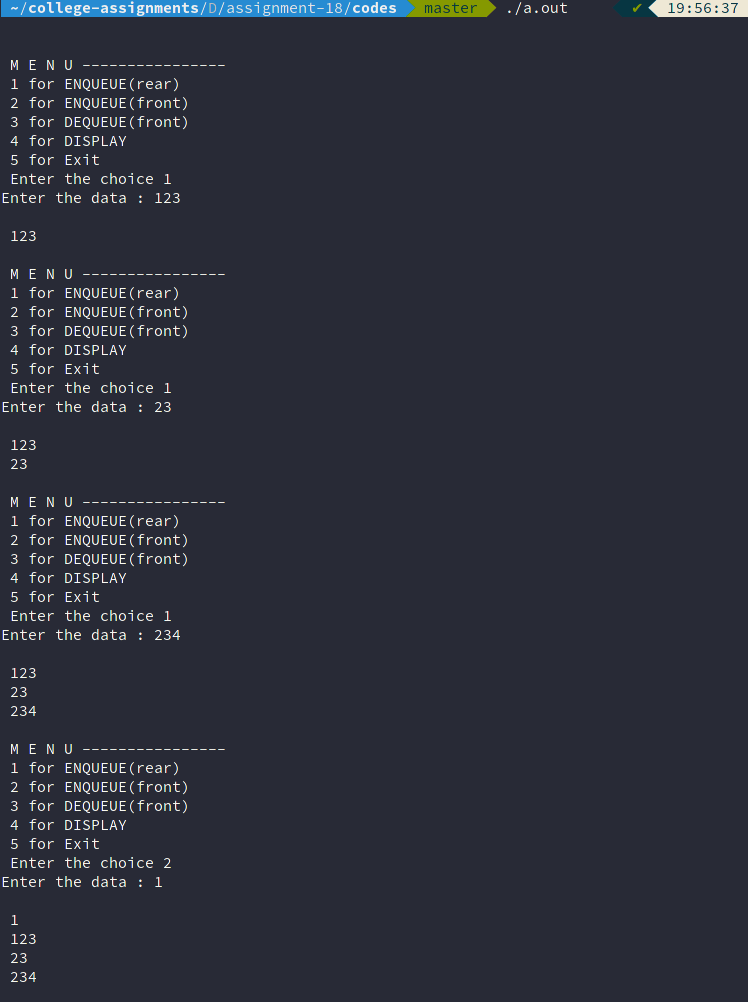 ~/college-assignments/D/assignment-18/codes master ./a.out ✔ 19:56:37
M E N U ----------------
1 for ENQUEUE(rear)
2 for ENQUEUE(front)
3 for DEQUEUE(front)
4 for DISPLAY
5 for Exit
Enter the choice 1
Enter the data : 123
123
M E N U ----------------
1 for ENQUEUE(rear)
2 for ENQUEUE(front)
3 for DEQUEUE(front)
4 for DISPLAY
5 for Exit
Enter the choice 1
Enter the data : 23
123
23
M E N U ----------------
1 for ENQUEUE(rear)
2 for ENQUEUE(front)
3 for DEQUEUE(front)
4 for DISPLAY
5 for Exit
Enter the choice 1
Enter the data : 234
123
23
234
M E N U ----------------
1 for ENQUEUE(rear)
2 for ENQUEUE(front)
3 for DEQUEUE(front)
4 for DISPLAY
5 for Exit
Enter the choice 2
Enter the data : 1
1
123
23
234